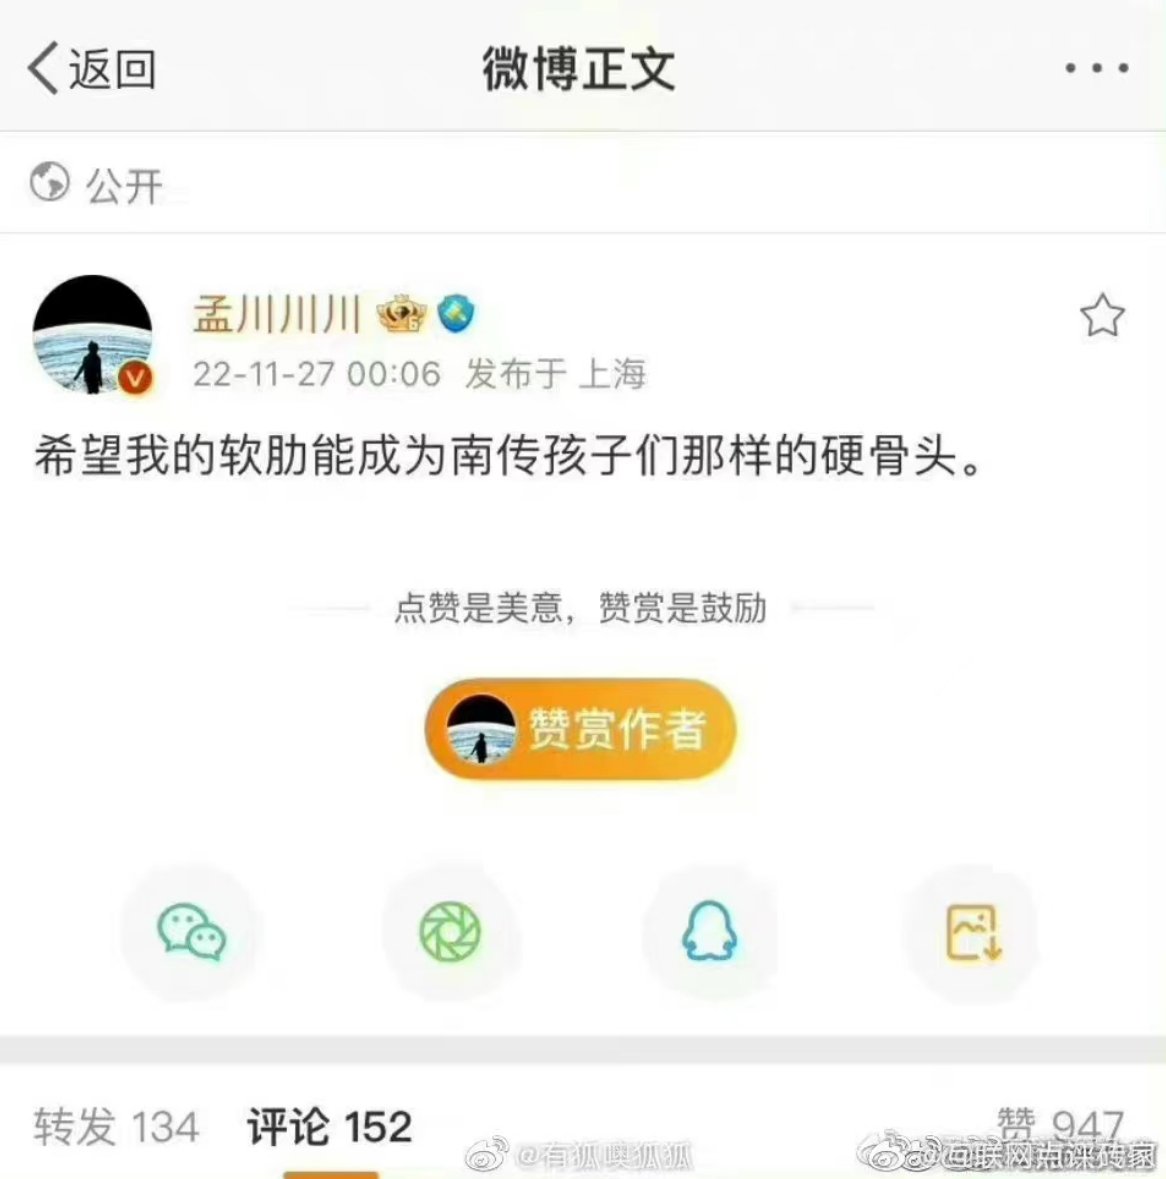 返回
微博正文
公开
孟川川川
22-11-27 00:06 发布于 上海
希望我的软肋能成为南传孩子们那样的硬骨头。
点赞是美意，赞赏是鼓励
赞赏作者
转发 134 评论 152
赞 947
@有狐噢狐狐
联网点评砖家